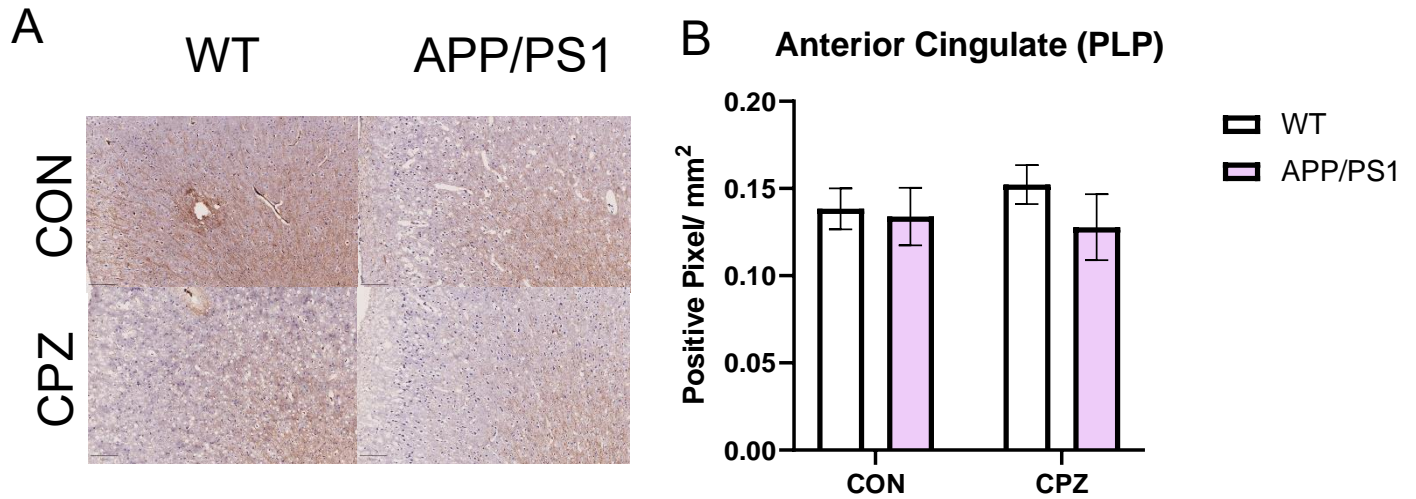 A
WT
APP/PS1
CON
CPZ
B
Anterior Cingulate (PLP)
Positive Pixel/ mm²
0.20
0.15
0.10
0.05
0.00
CON
CPZ
WT
APP/PS1